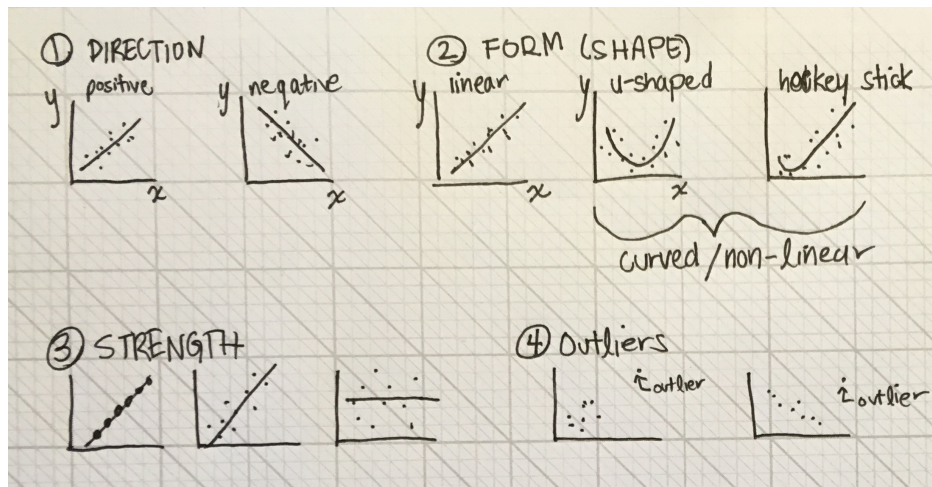 ① DIRECTION
positive
y
x
negative
y
x
② FORM (SHAPE)
linear
y
x
u-shaped
y
x
hockey stick
curved/non-linear
③ STRENGTH
④ Outliers
outlier
outlier